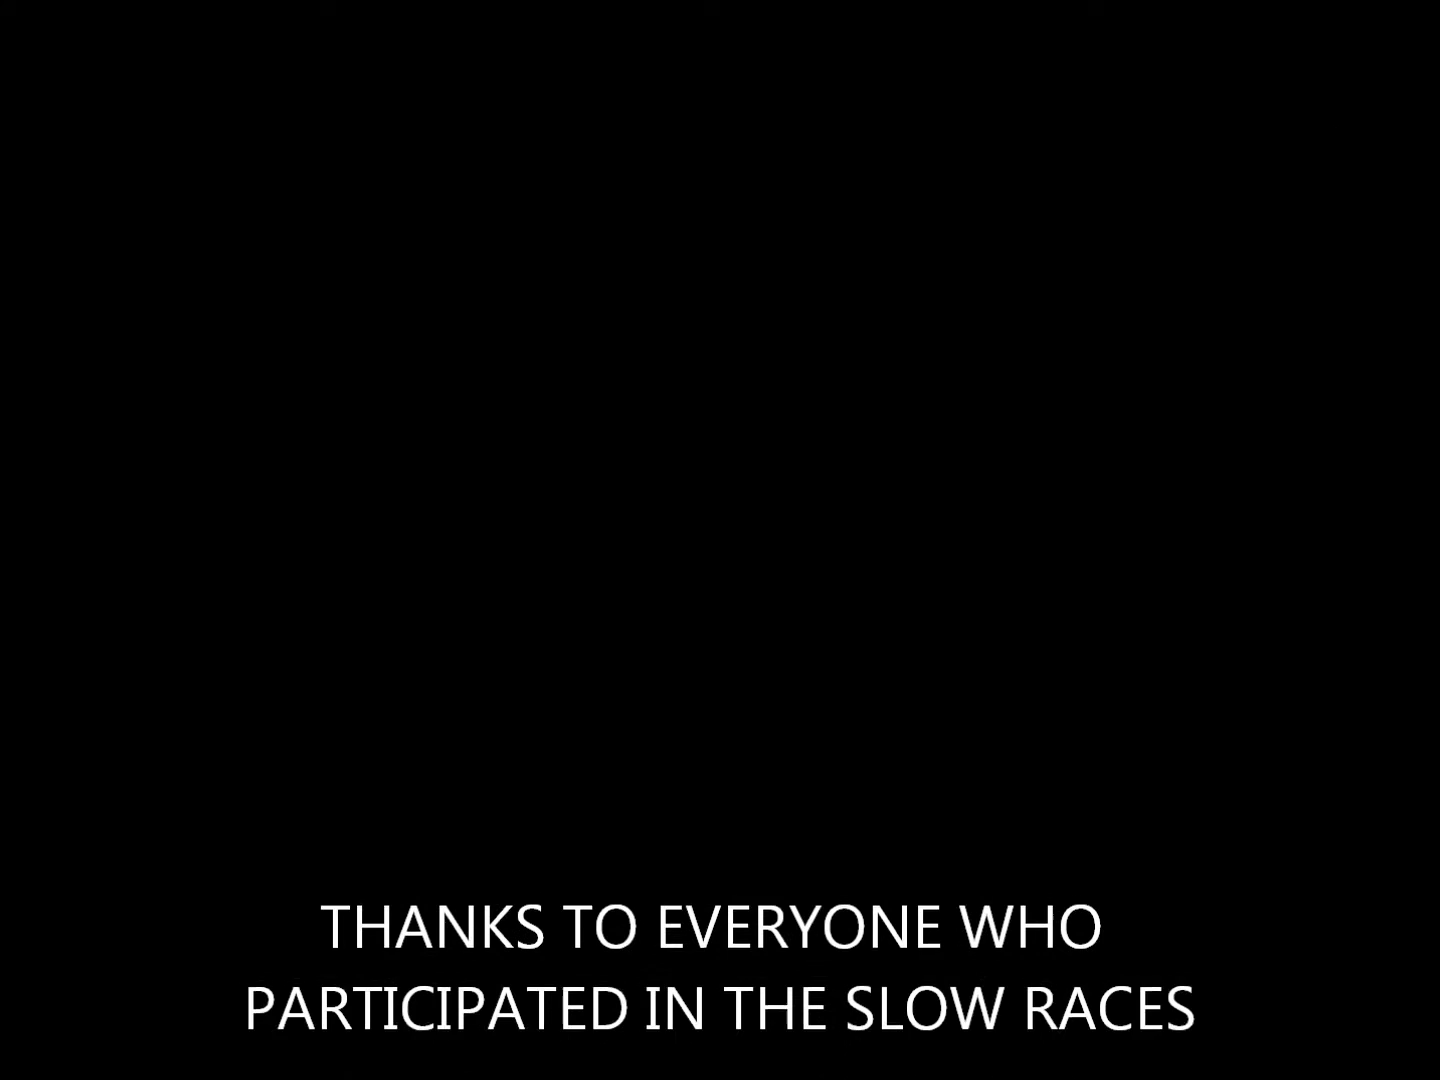 THANKS TO EVERYONE WHO
PARTICIPATED IN THE SLOW RACES